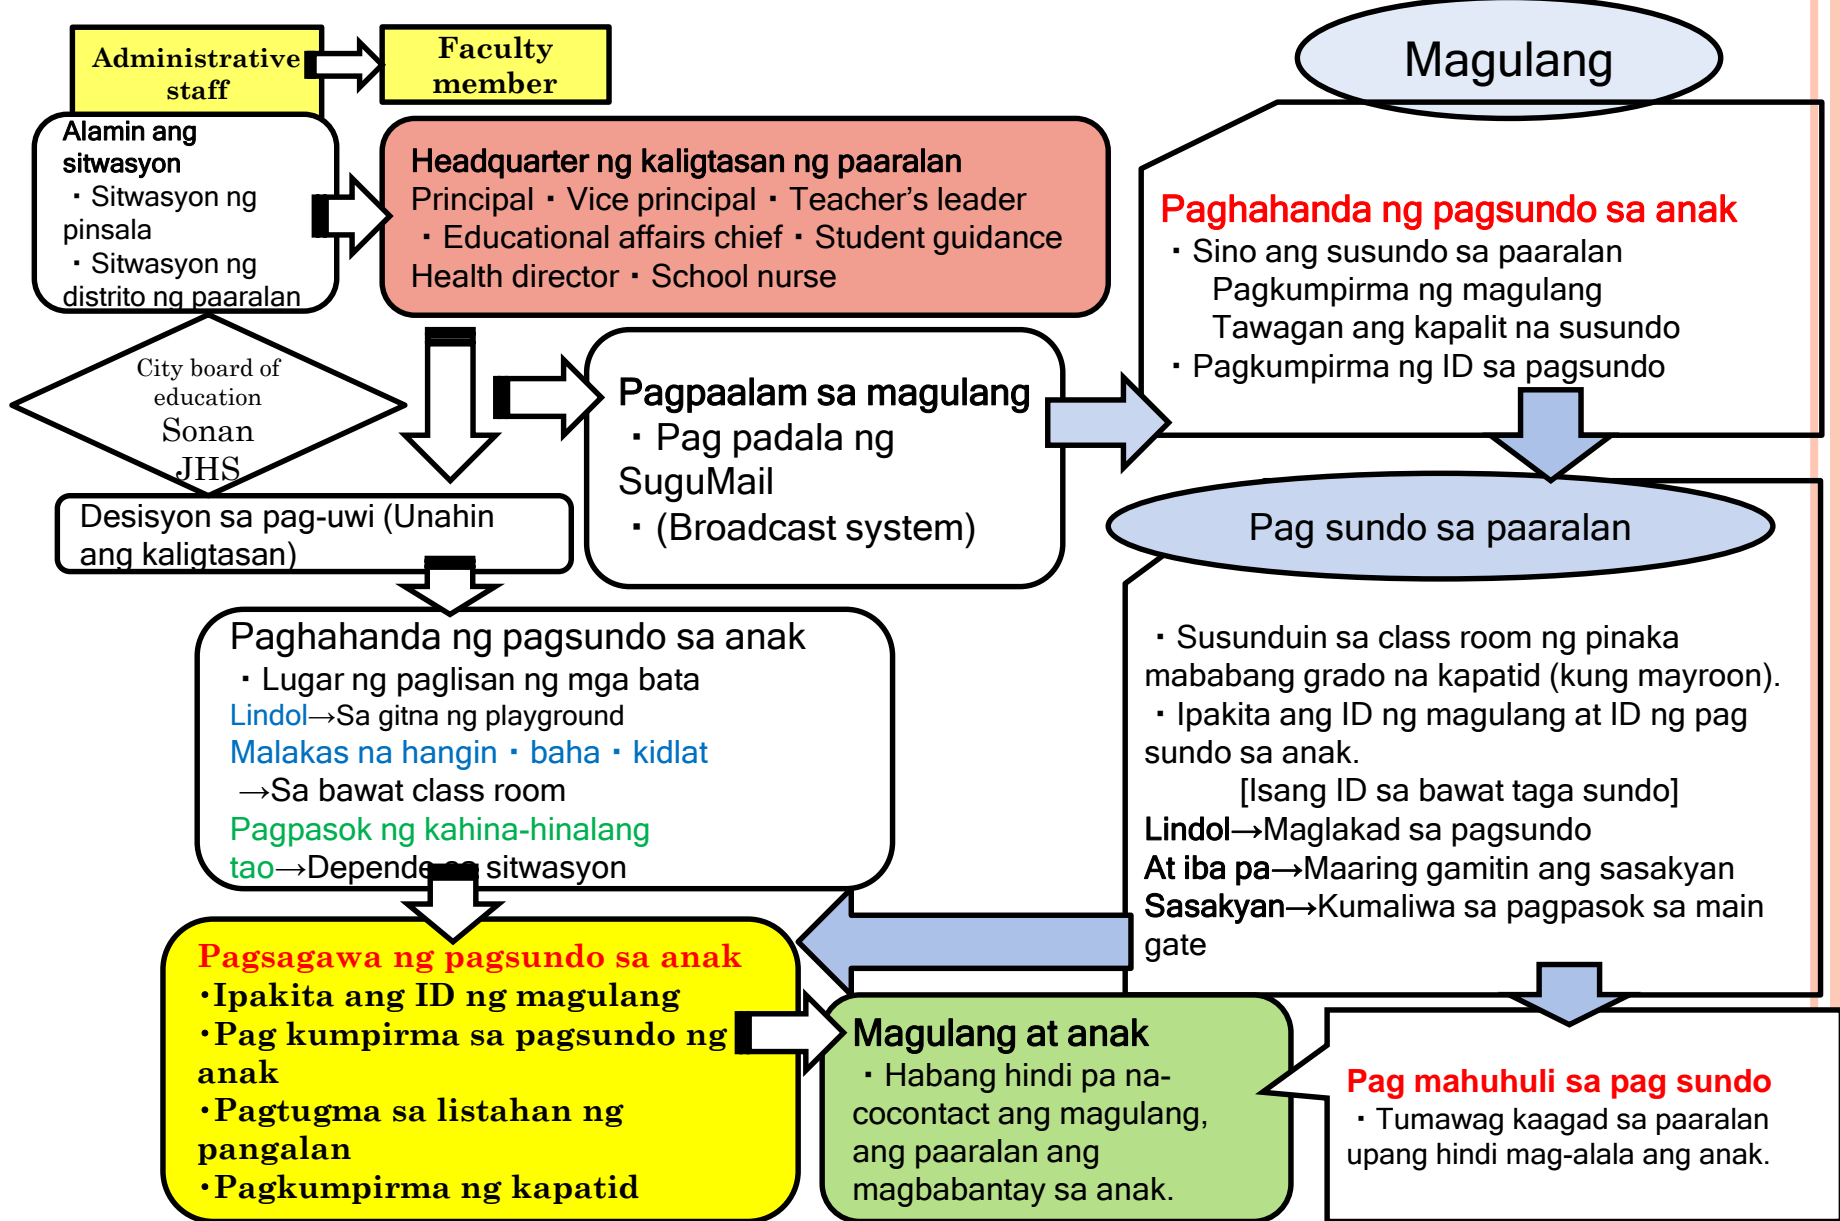 Administrative
staff
Faculty
member
Alamin ang
sitwasyon
・Sitwasyon ng
pinsala
・Sitwasyon ng
distrito ng paaralan
Headquarter ng kaligtasan ng paaralan
Principal・Vice principal・Teacher’s leader
・Educational affairs chief・Student guidance
Health director・School nurse
City board of
education
Sonan
JHS
Desisyon sa pag-uwi (Unahin
ang kaligtasan)
Pagpaalam sa magulang
・Pag padala ng
SuguMail
・(Broadcast system)
Paghahanda ng pagsundo sa anak
・Lugar ng paglisan ng mga bata
Lindol→Sa gitna ng playground
Malakas na hangin・baha・kidlat
→Sa bawat class room
Pagpasok ng kahina-hinalang
tao→Depende sa sitwasyon
Pagsagawa ng pagsundo sa anak
・Ipakita ang ID ng magulang
・Pag kumpirma sa pagsundo ng
anak
・Pagtugma sa listahan ng
pangalan
・Pagkumpirma ng kapatid
Magulang
Paghahanda ng pagsundo sa anak
・Sino ang susundo sa paaralan
Pagkumpirma ng magulang
Tawagan ang kapalit na susundo
・Pagkumpirma ng ID sa pagsundo
Pag sundo sa paaralan
・Susunduin sa class room ng pinaka
mababang grado na kapatid (kung mayroon).
・Ipakita ang ID ng magulang at ID ng pag
sundo sa anak.
[Isang ID sa bawat taga sundo]
Lindol→Maglakad sa pagsundo
At iba pa→Maaring gamitin ang sasakyan
Sasakyan→Kumaliwa sa pagpasok sa main
gate
Magulang at anak
・Habang hindi pa na-
cocontact ang magulang,
ang paaralan ang
magbabantay sa anak.
Pag mahuhuli sa pag sundo
・Tumawag kaagad sa paaralan
upang hindi mag-alala ang anak.